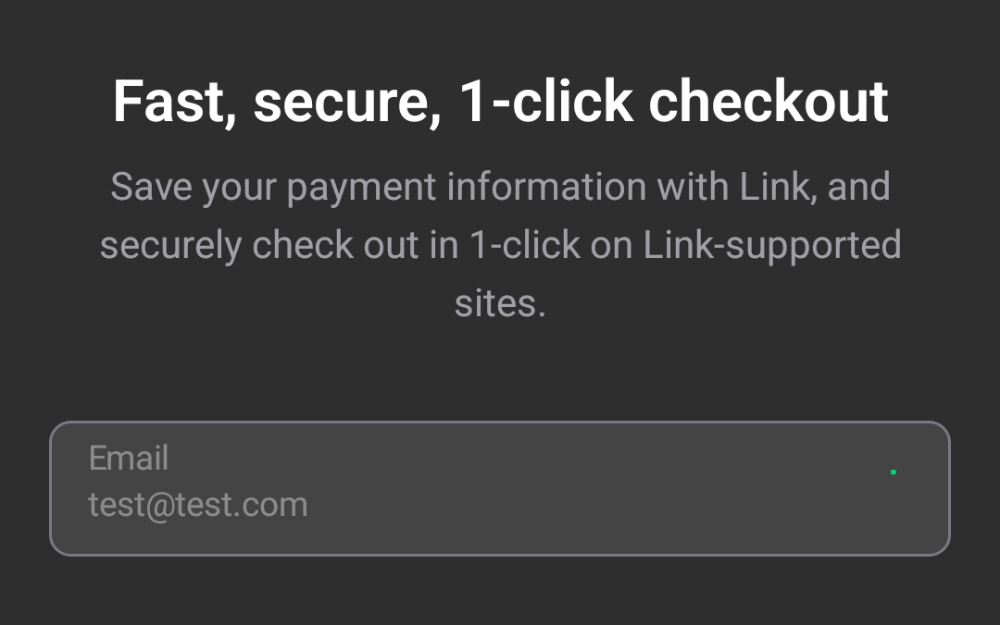 Fast, secure, 1-click checkout
Save your payment information with Link, and
securely check out in 1-click on Link-supported
sites.
Email
test@test.com